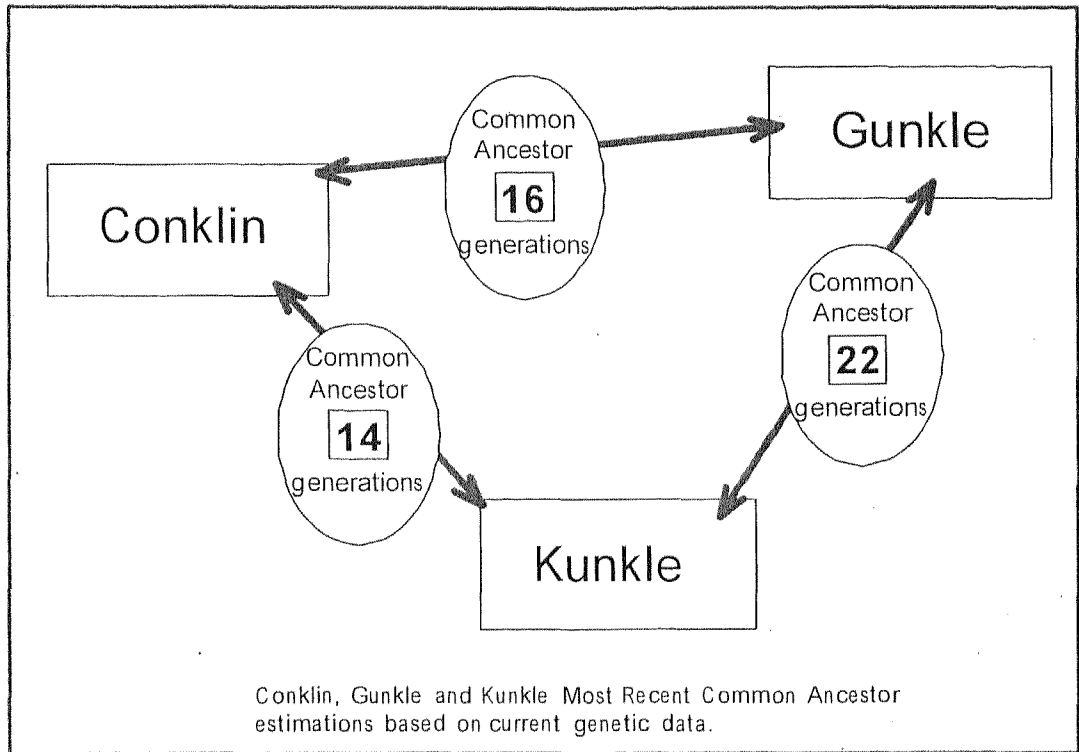 Common
Ancestor
16
generations
Gunkle
Conklin
Common
Ancestor
22
generations
Common
Ancestor
14
generations
Kunkle
Conklin, Gunkle and Kunkle Most Recent Common Ancestor
estimations based on current genetic data.